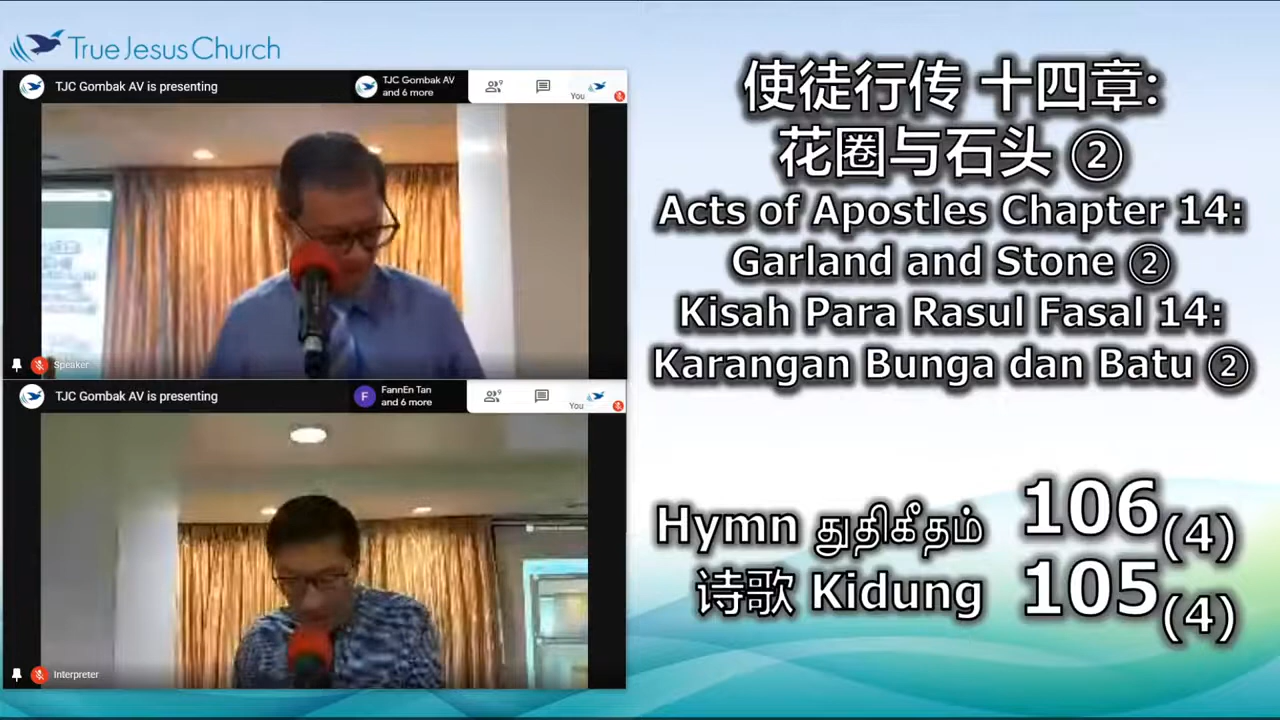 True Jesus Church
TJC Gombak AV is presenting
TJC Gombak AV
and 6 more
9
You
Speaker
TJC Gombak AV is presenting
F
FannEn Tan
and 6 more
9
You
Interpreter
使徒行传 十四章:
花圈与石头 ②
Acts of Apostles Chapter 14:
Garland and Stone ②
Kisah Para Rasul Fasal 14:
Karangan Bunga dan Batu ②
Hymn துதிகீதம் 106(4)
诗歌 Kidung 105(4)